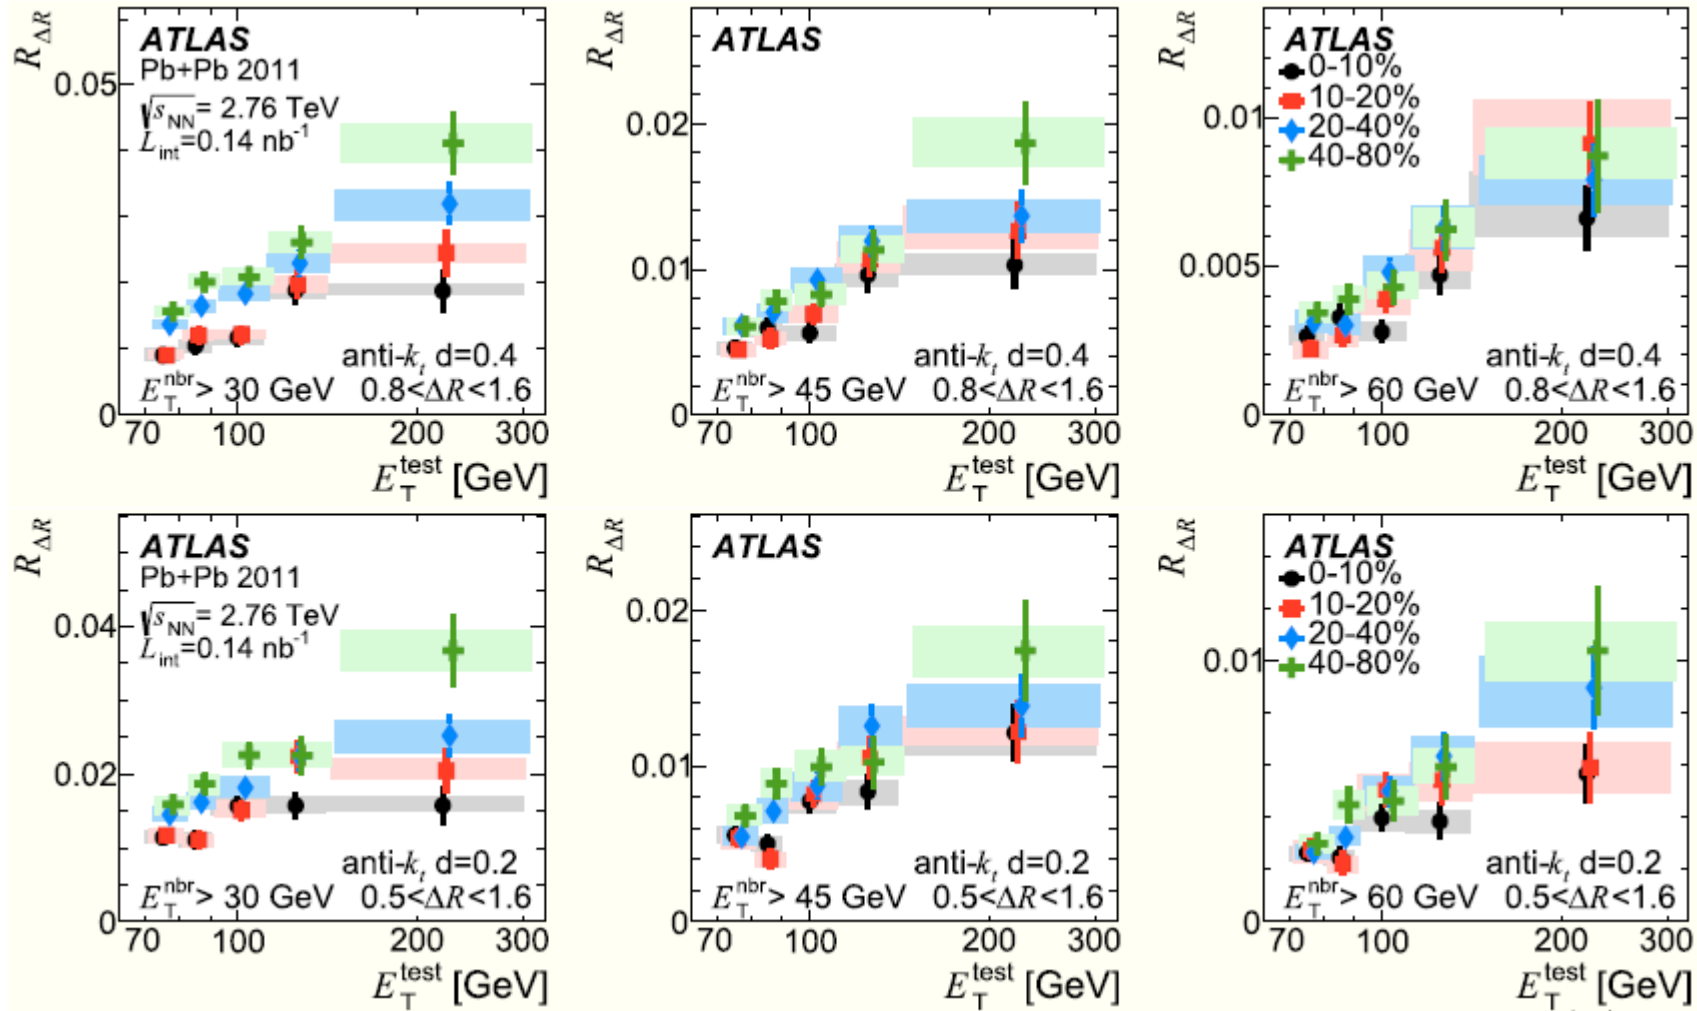 R_ΔR
ATLAS
Pb+Pb 2011
√s_NN = 2.76 TeV
L_int=0.14 nb⁻¹
0.05
0
anti-k_t d=0.4
E_T^nbr > 30 GeV 0.8<ΔR<1.6
70 100 200 300
E_T^test [GeV]
R_ΔR
ATLAS
0.02
0.01
0
anti-k_t d=0.4
E_T^nbr > 45 GeV 0.8<ΔR<1.6
70 100 200 300
E_T^test [GeV]
R_ΔR
ATLAS
0-10%
10-20%
20-40%
40-80%
0.01
0.005
0
anti-k_t d=0.4
E_T^nbr > 60 GeV 0.8<ΔR<1.6
70 100 200 300
E_T^test [GeV]
R_ΔR
ATLAS
Pb+Pb 2011
√s_NN = 2.76 TeV
L_int=0.14 nb⁻¹
0.04
0.02
0
anti-k_t d=0.2
E_T^nbr > 30 GeV 0.5<ΔR<1.6
70 100 200 300
E_T^test [GeV]
R_ΔR
ATLAS
0.02
0.01
0
anti-k_t d=0.2
E_T^nbr > 45 GeV 0.5<ΔR<1.6
70 100 200 300
E_T^test [GeV]
R_ΔR
ATLAS
0-10%
10-20%
20-40%
40-80%
0.01
0
anti-k_t d=0.2
E_T^nbr > 60 GeV 0.5<ΔR<1.6
70 100 200 300
E_T^test [GeV]